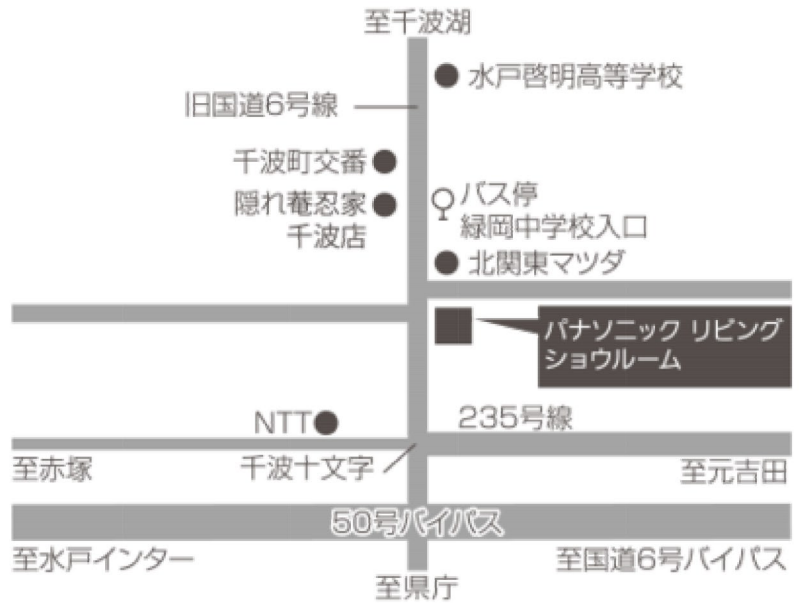 至千波湖
水戸啓明高等学校
旧国道6号線
千波町交番
隠れ菴忍家
千波店
バス停
緑岡中学校入口
北関東マツダ
パナソニック リビング
ショウルーム
NTT
235号線
至赤塚
千波十文字
至元吉田
50号バイパス
至水戸インター
至国道6号バイパス
至県庁